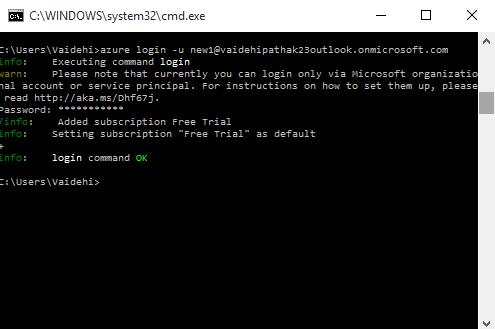 C:\WINDOWS\system32\cmd.exe
C:\Users\Vaidehi>azure login -u new1@vaidehipathak23outlook.onmicrosoft.com
info:    Executing command login
warn:    Please note that currently you can login only via Microsoft organizatio
nal account or service principal. For instructions on how to set them up, please
 read http://aka.ms/Dhf67j.
Password: ***********
/info:    Added subscription Free Trial
info:    Setting subscription "Free Trial" as default
+
info:    login command OK
C:\Users\Vaidehi>